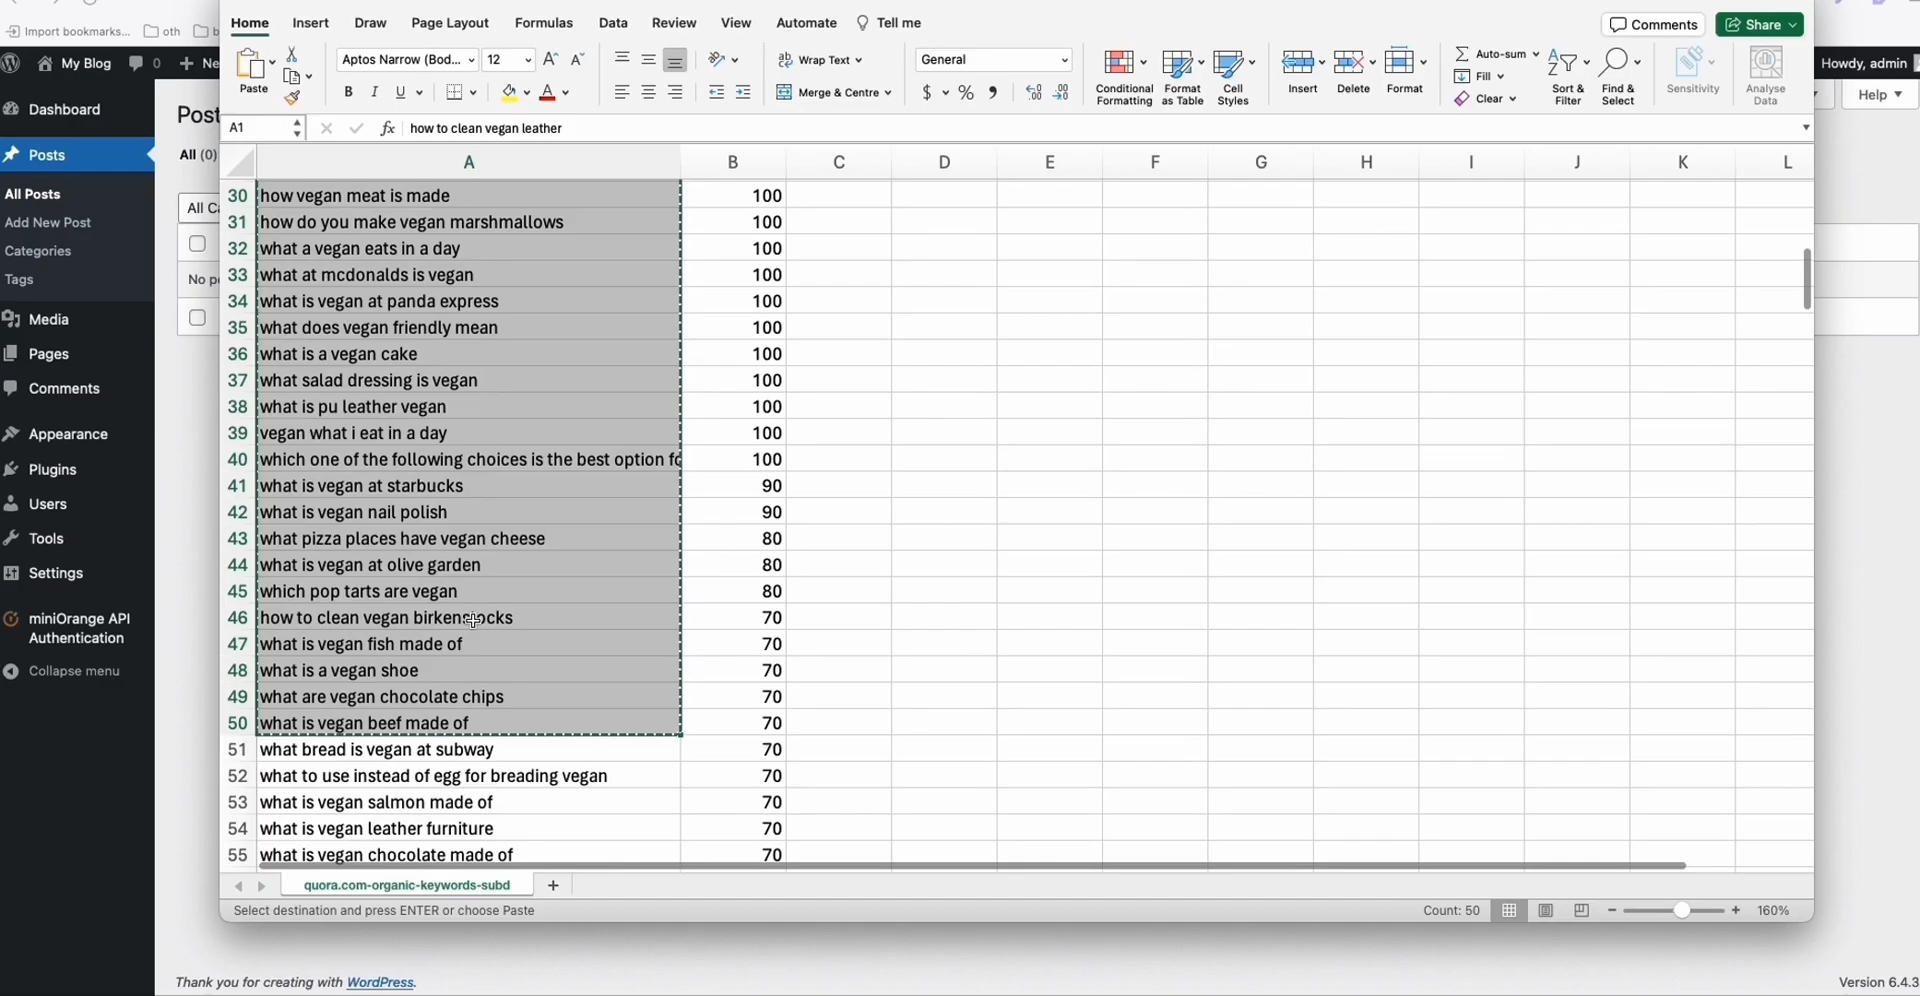 Import bookmarks... oth
Home Insert Draw Page Layout Formulas Data Review View Automate Tell me
Comments Share
My Blog 0
Howdy, admin
Paste
Aptos Narrow (Bod... 12
B I U
Wrap Text
Merge & Centre
General
$ %
Conditional Formatting
Format as Table
Cell Styles
Insert
Delete
Format
Auto-sum
Fill
Clear
Sort & Filter
Find & Select
Sensitivity
Analyse Data
Help
A1 fx how to clean vegan leather
A B C D E F G H I J K L
30 how vegan meat is made 100
31 how do you make vegan marshmallows 100
32 what a vegan eats in a day 100
33 what at mcdonalds is vegan 100
34 what is vegan at panda express 100
35 what does vegan friendly mean 100
36 what is a vegan cake 100
37 what salad dressing is vegan 100
38 what is pu leather vegan 100
39 vegan what i eat in a day 100
40 which one of the following choices is the best option 100
41 what is vegan at starbucks 90
42 what is vegan nail polish 90
43 what pizza places have vegan cheese 80
44 what is vegan at olive garden 80
45 which pop tarts are vegan 80
46 how to clean vegan birkenstocks 70
47 what is vegan fish made of 70
48 what is a vegan shoe 70
49 what are vegan chocolate chips 70
50 what is vegan beef made of 70
51 what bread is vegan at subway 70
52 what to use instead of egg for breading vegan 70
53 what is vegan salmon made of 70
54 what is vegan leather furniture 70
55 what is vegan chocolate made of 70
quora.com-organic-keywords-subd
Select destination and press ENTER or choose Paste
Count: 50
160%
Dashboard
Posts
All Posts
Add New Post
Categories
Tags
Media
Pages
Comments
Appearance
Plugins
Users
Tools
Settings
miniOrange API
Authentication
Collapse menu
All (0)
Thank you for creating with WordPress.
Version 6.4.3